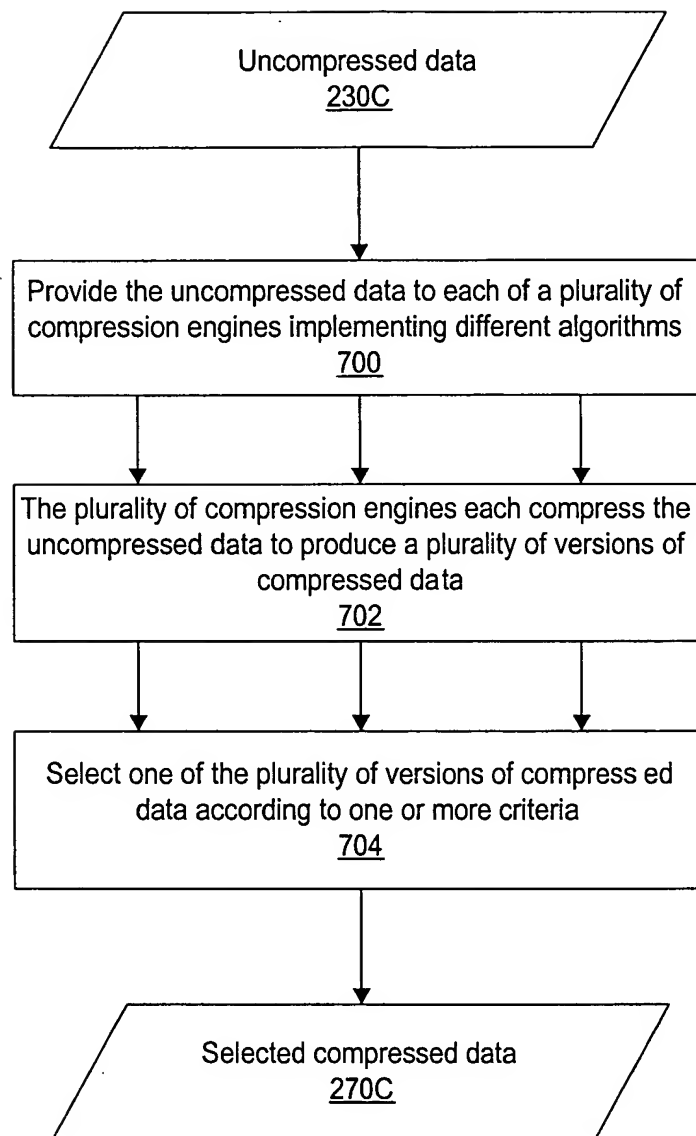 Uncompressed data
230C
Provide the uncompressed data to each of a plurality of
compression engines implementing different algorithms
700
The plurality of compression engines each compress the
uncompressed data to produce a plurality of versions of
compressed data
702
Select one of the plurality of versions of compress ed
data according to one or more criteria
704
Selected compressed data
270C